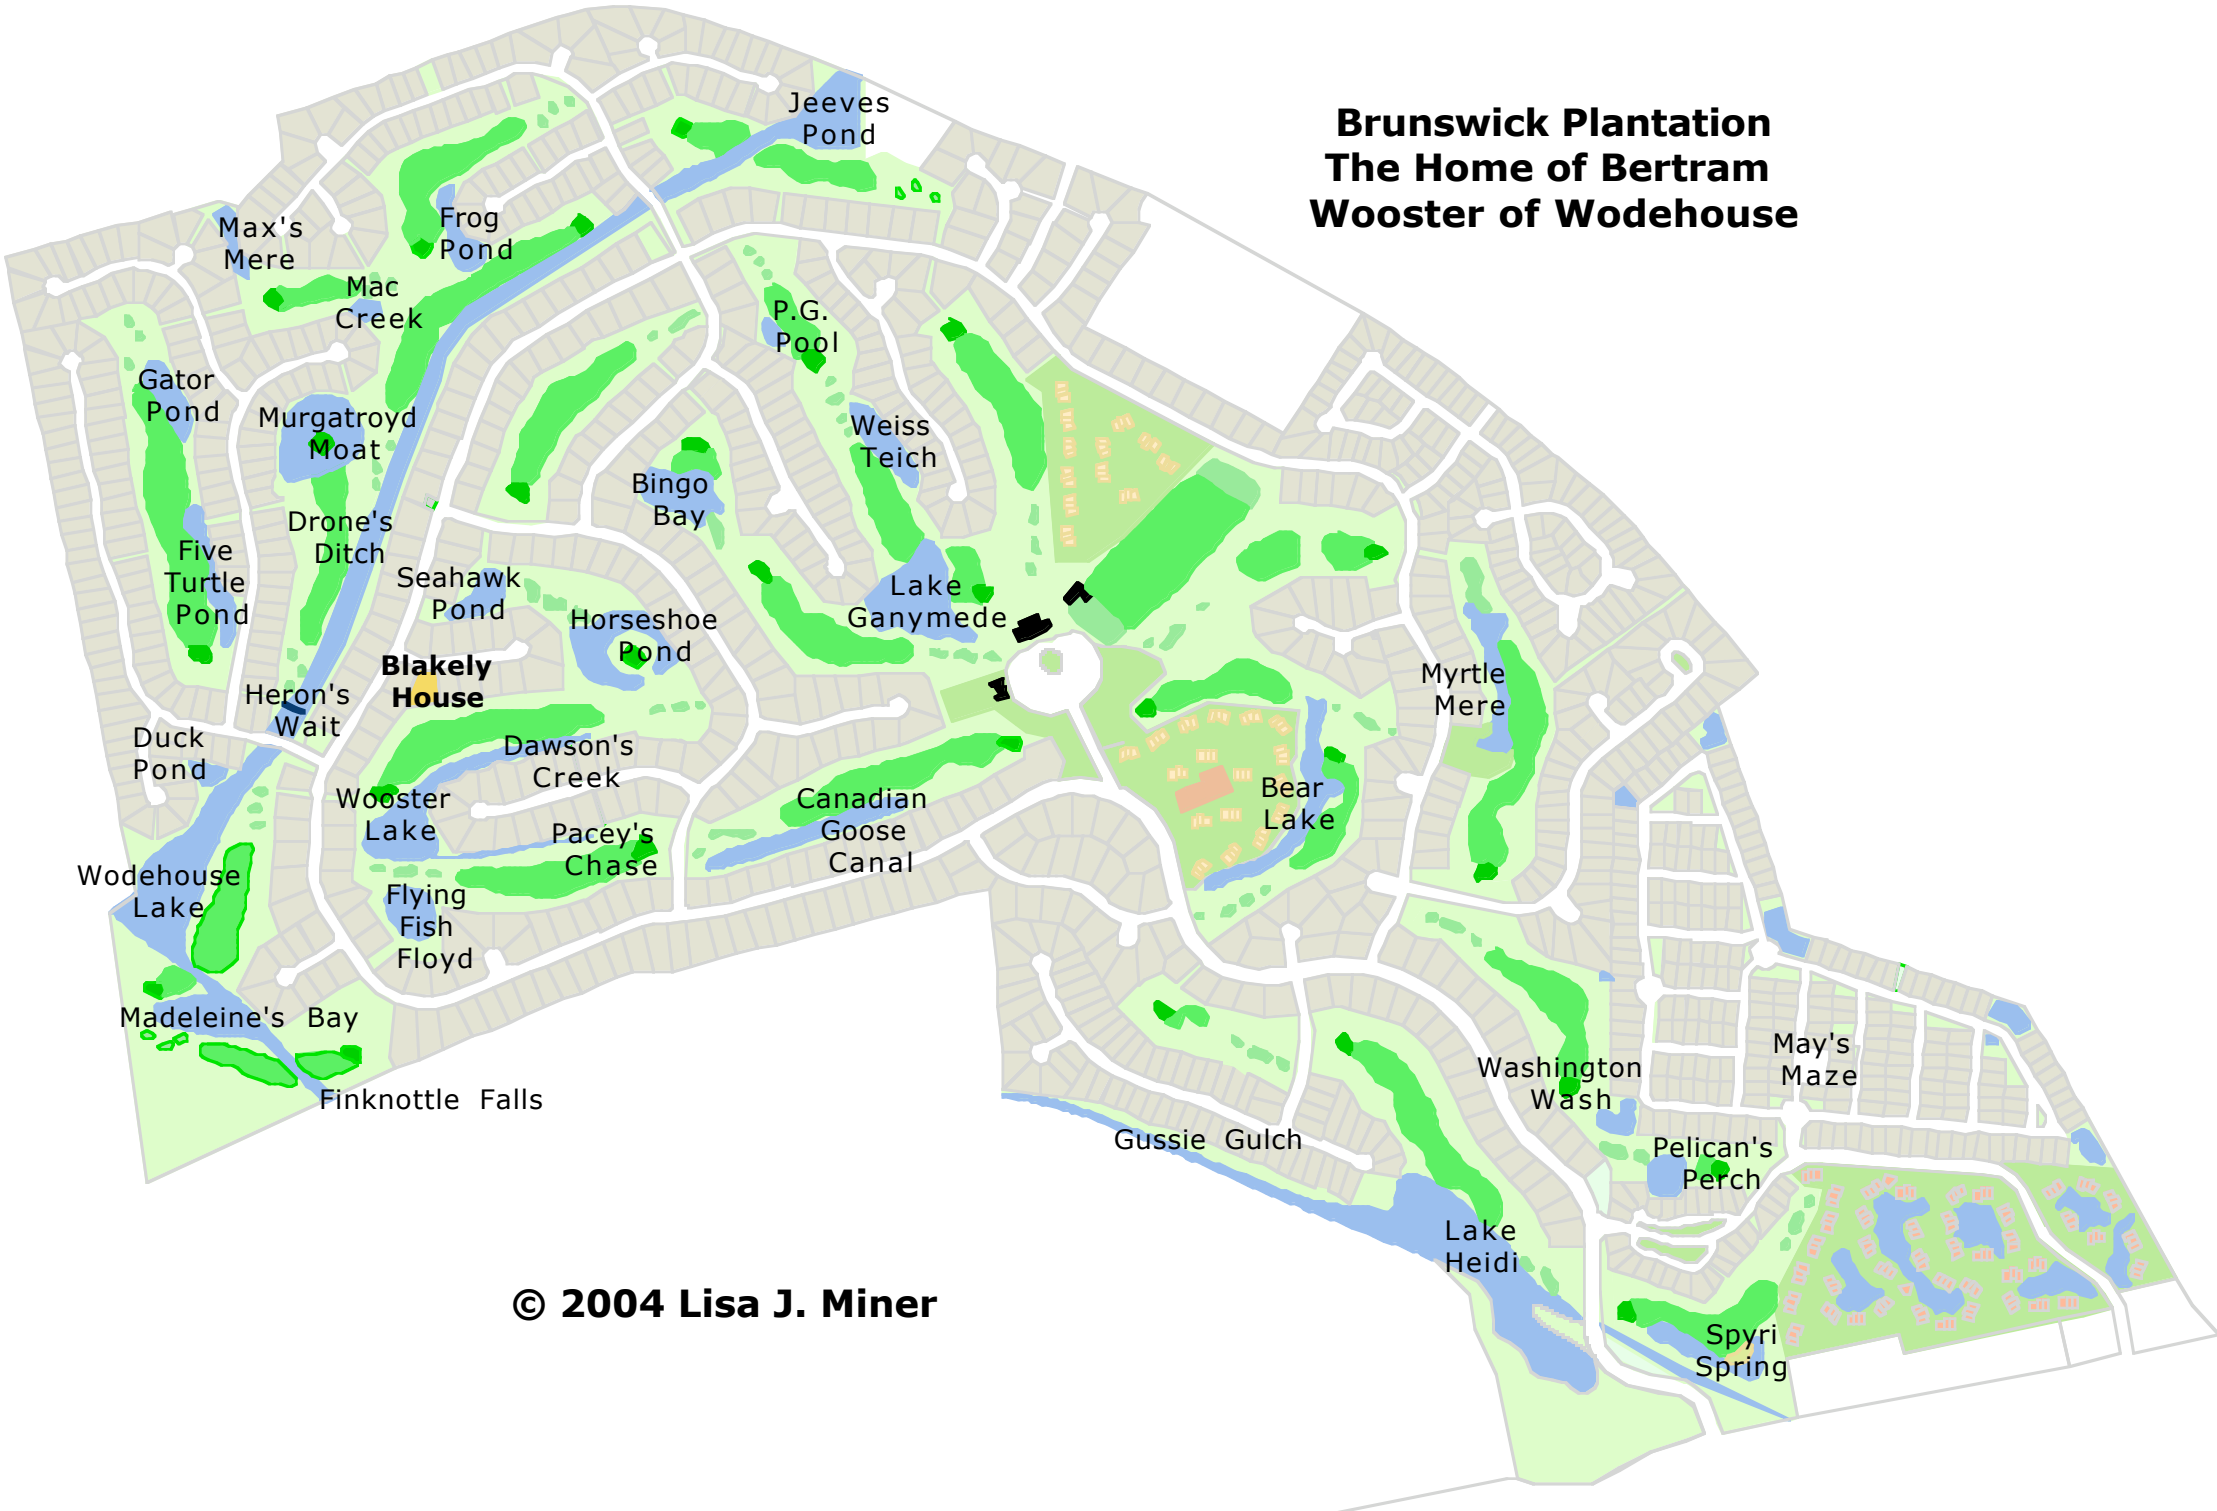 Brunswick Plantation
The Home of Bertram
Wooster of Wodehouse
Jeeves
Pond
Max's
Mere
Frog
Pond
Mac
Creek
P.G.
Pool
Gator
Pond
Murgatroyd
Moat
Weiss
Teich
Bingo
Bay
Drone's
Ditch
Five
Turtle
Pond
Seahawk
Pond
Horseshoe
Pond
Lake
Ganymede
Blakely
House
Heron's
Wait
Myrtle
Mere
Duck
Pond
Dawson's
Creek
Wooster
Lake
Pacey's
Chase
Canadian
Goose
Canal
Bear
Lake
Wodehouse
Lake
Flying
Fish
Floyd
Madeleine's Bay
Finknottle Falls
Washington
Wash
May's
Maze
Gussie Gulch
Pelican's
Perch
Lake
Heidi
Spyri
Spring
© 2004 Lisa J. Miner